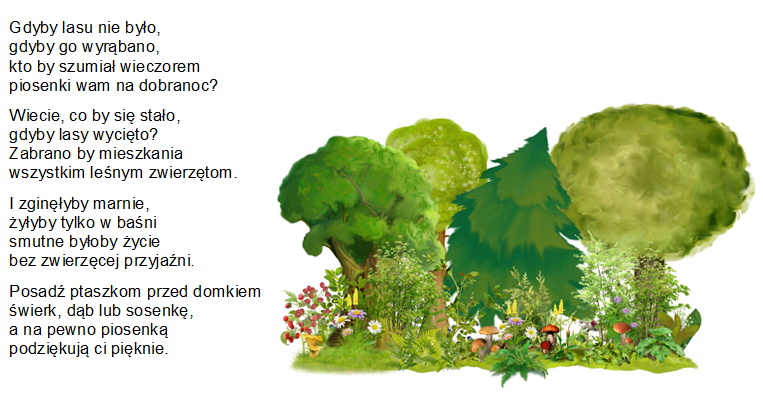 Gdyby lasu nie było,
gdyby go wyrąbano,
kto by szumiał wieczorem
piosenki wam na dobranoc?
Wiecie, co by się stało,
gdyby lasy wycięto?
Zabrano by mieszkania
wszystkim leśnym zwierzętom.
I zginęłyby marnie,
żyłyby tylko w baśni
smutne byłoby życie
bez zwierzęcej przyjaźni.
Posadź ptaszkom przed domkiem
świerk, dąb lub sosenkę,
a na pewno piosenką
podziękują ci pięknie.